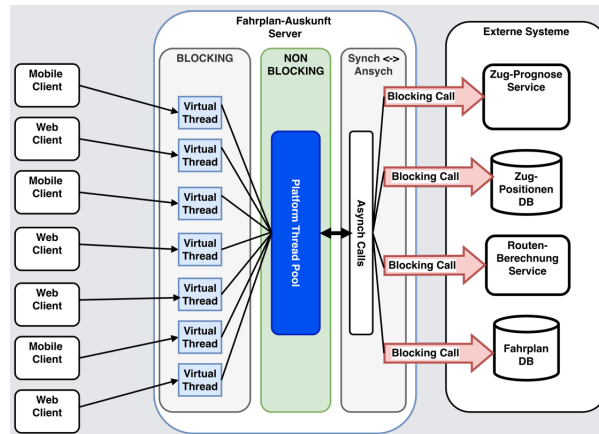 Fahrplan-Auskunft
Server
Externe Systeme
BLOCKING
NON
BLOCKING
Synch <->
Ansych
Mobile
Client
Web
Client
Mobile
Client
Web
Client
Web
Client
Mobile
Client
Web
Client
Virtual
Thread
Virtual
Thread
Virtual
Thread
Virtual
Thread
Virtual
Thread
Virtual
Thread
Virtual
Thread
Platform Thread Pool
Asynch Calls
Blocking Call
Blocking Call
Blocking Call
Blocking Call
Zug-Prognose
Service
Zug-
Positionen
DB
Routen-
Berechnung
Service
Fahrplan
DB